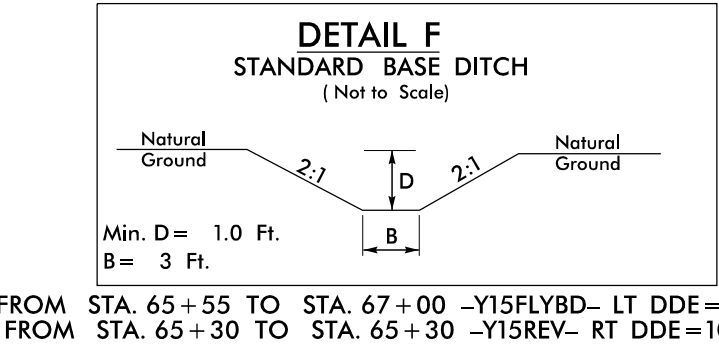 DETAIL F
STANDARD BASE DITCH
( Not to Scale)
Natural
Ground
2:1
D
2:1
Natural
Ground
Min. D = 1.0 Ft.
B
B = 3 Ft.
FROM STA. 65+55 TO STA. 67+00 -Y15FLYBD- LT DDE=
FROM STA. 65+30 TO STA. 65+30 -Y15REV- RT